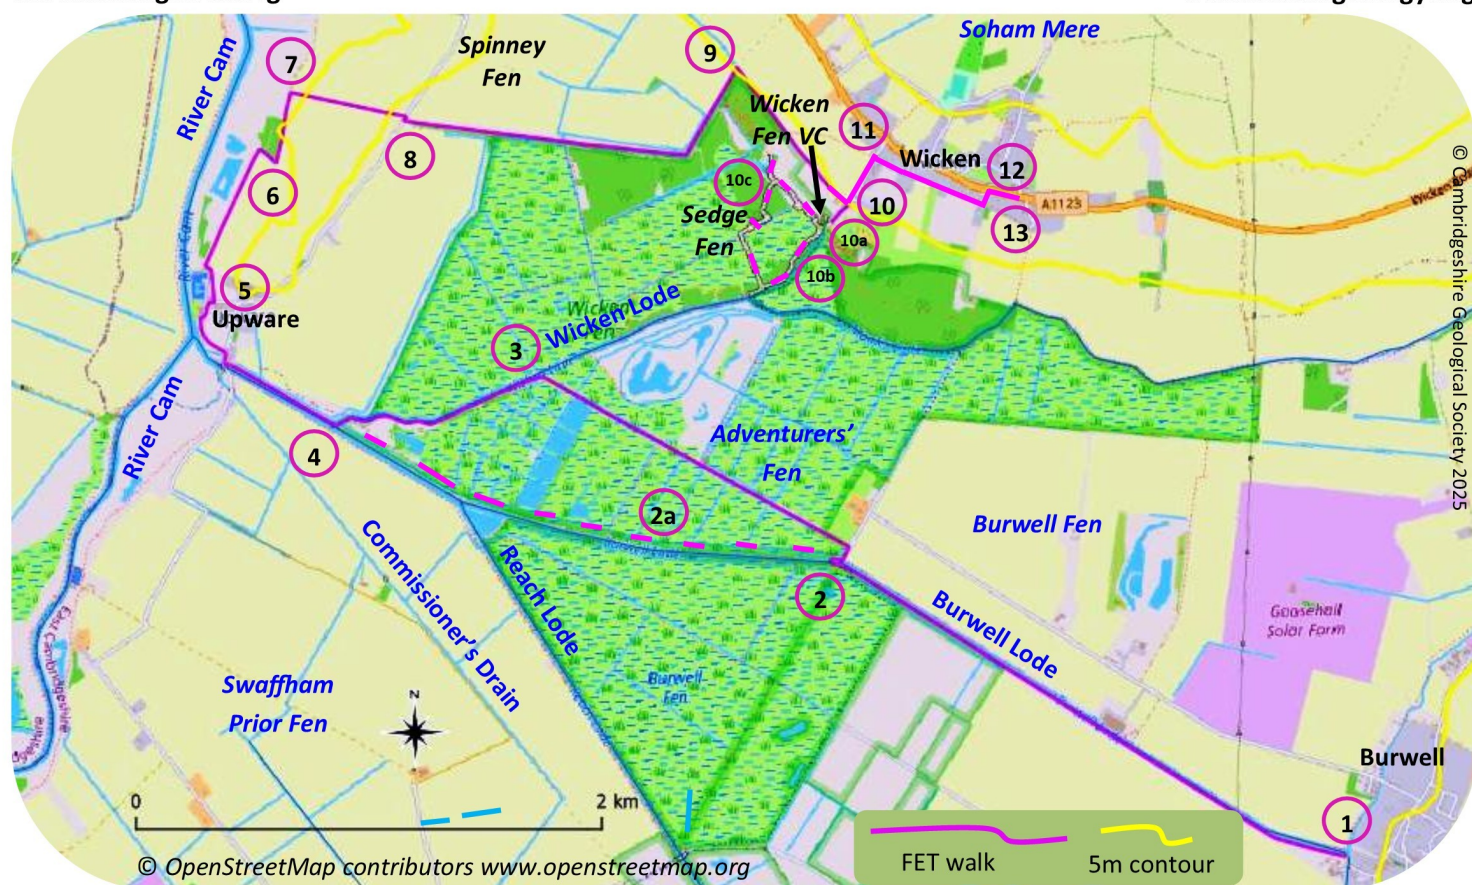 River Cam
7
Spinney
Fen
9
Soham Mere
Wicken
Fen VC
11
Wicken
12
8
10c
6
10
A1123
Sedge
Fen
10a
13
10b
5
Upware
Wicken Lode
3
River Cam
Adventurers'
Fen
4
2a
Burwell Fen
Commissioner's Drain
Reach Lode
2
Burwell Lode
Goosehall
Solar Farm
East Cambridgeshire
Swaffham
Prior Fen
Burwell
Fen
N
Burwell
0
2 km
1
FET walk
5m contour
© OpenStreetMap contributors www.openstreetmap.org
© Cambridgeshire Geological Society 2025